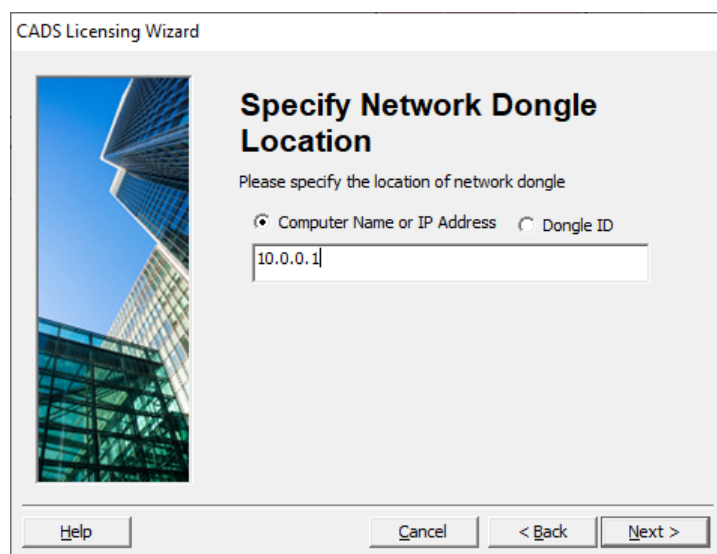 CADS Licensing Wizard
Specify Network Dongle
Location
Please specify the location of network dongle
Computer Name or IP Address Dongle ID
10.0.0.1
Help Cancel < Back Next >